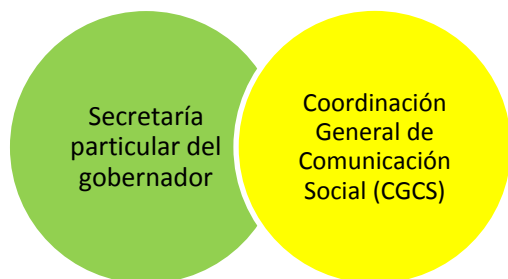 Secretaría
particular del
gobernador
Coordinación
General de
Comunicación
Social (CGCS)